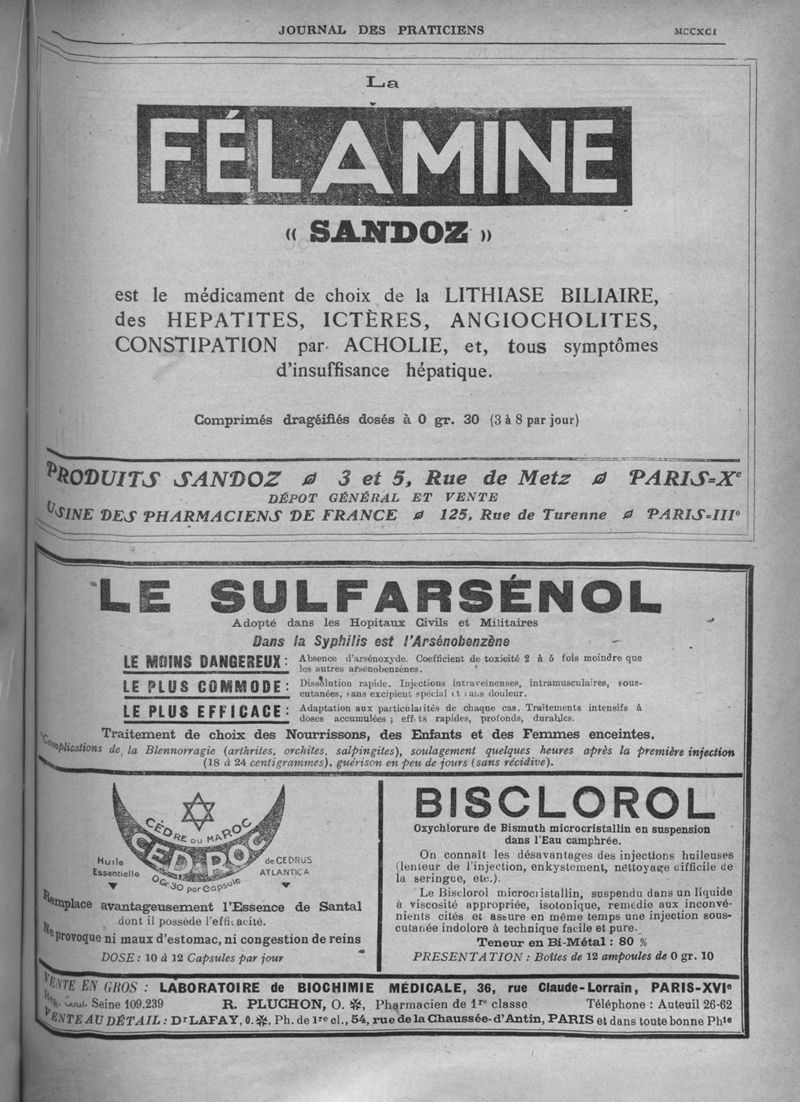 JOURNAL DES PRATICIENS MCCXCI
La
FÉLAMINE
« SANDOZ »
est le médicament de choix de la LITHIASE BILIAIRE,
des HEPATITES, ICTÈRES, ANGIOCHOLITES,
CONSTIPATION par ACHOLIE, et, tous symptômes
d'insuffisance hépatique.
Comprimés dragéifiés dosés à 0 gr. 30 (3 à 8 par jour)
PRODUITS SANDOZ 3 et 5, Rue de Metz PARIS-Xe
DÉPOT GÉNÉRAL ET VENTE
USINE DES PHARMACIENS DE FRANCE 125, Rue de Turenne PARIS-IIIe
LE SULFARSÉNOL
Adopté dans les Hopitaux Civils et Militaires
Dans la Syphilis est l'Arsénobenzène
LE MOINS DANGEREUX : Absence d'arsénoxyde. Coefficient de toxicité 2 à 5 fois moindre que
les autres arsénobenzènes.
LE PLUS COMMODE : Dissolution rapide. Injections intraveinenses, intramusculaires, sous-
cutanées, sans excipient spécial et sans douleur.
LE PLUS EFFICACE : Adaptation aux particularités de chaque cas. Traitements intensifs à
doses accumulées ; effets rapides, profonds, durables.
Traitement de choix des Nourrissons, des Enfants et des Femmes enceintes.
Complications de la Blennorragie (arthrites, orchites, salpingites), soulagement quelques heures après la première injection
(18 à 24 centigrammes), guérison en peu de jours (sans récidive).
CÈDRE DU MAROC
CED-ROC
Huile
Essentielle
de CEDRUS
ATLANTICA
0Gr30 par Capsule
Remplace avantageusement l'Essence de Santal
dont il possède l'efficacité.
Ne provoque ni maux d'estomac, ni congestion de reins
DOSE : 10 à 12 Capsules par jour
BISCLOROL
Oxychlorure de Bismuth microcristallin en suspension
dans l'Eau camphrée.
On connaît les désavantages des injections huileuses
(lenteur de l'injection, enkystement, nettoyage difficile de
la seringue, etc.).
Le Bisclorol microcristallin, suspendu dans un liquide
à viscosité appropriée, isotonique, remédie aux inconvé-
nients cités et assure en même temps une injection sous-
cutanée indolore à technique facile et pure.
Teneur en Bi-Métal : 80 %
PRESENTATION : Boîtes de 12 ampoules de 0 gr. 10
VENTE EN GROS : LABORATOIRE de BIOCHIMIE MÉDICALE, 36, rue Claude-Lorrain, PARIS-XVIe
Reg. Coml. Seine 109.239 R. PLUCHON, O. ✻, Pharmacien de 1re classe Téléphone : Auteuil 26-62
VENTE AU DÉTAIL : Dr LAFAY, O. ✻, Ph. de 1re cl., 54, rue de la Chaussée-d'Antin, PARIS et dans toute bonne Phie